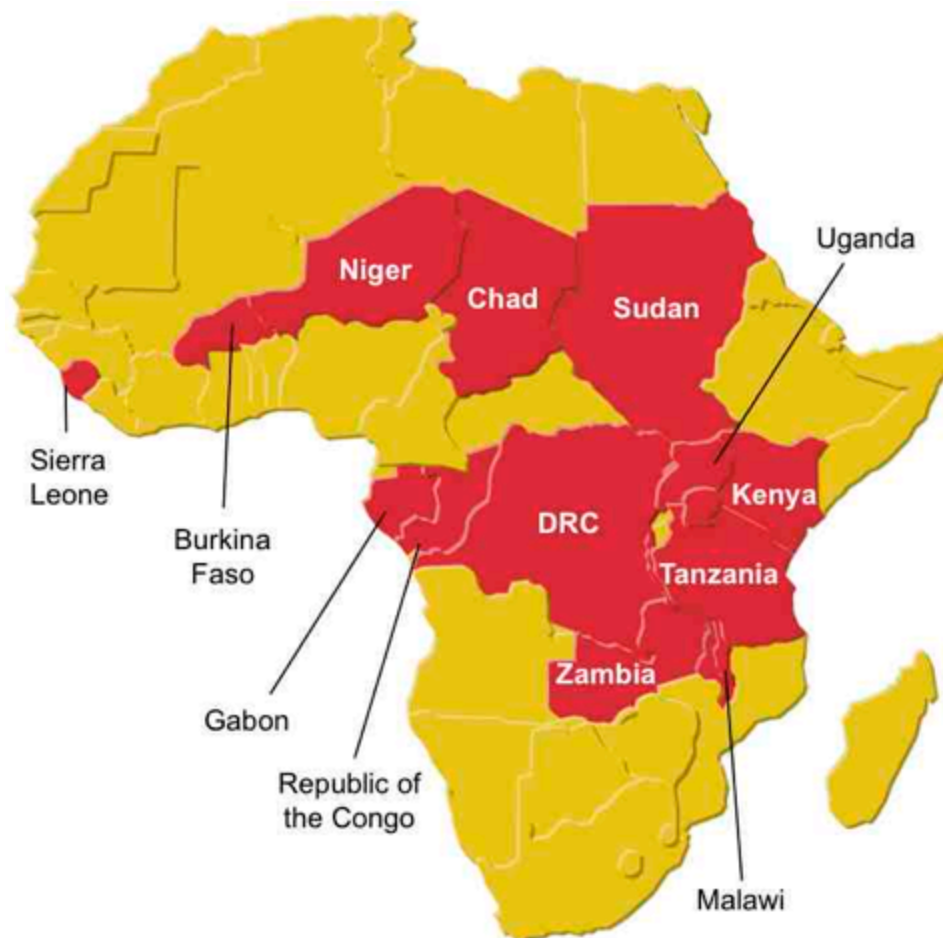 Uganda
Niger
Chad
Sudan
Sierra
Leone
Kenya
Burkina
Faso
DRC
Tanzania
Zambia
Gabon
Republic of
the Congo
Malawi